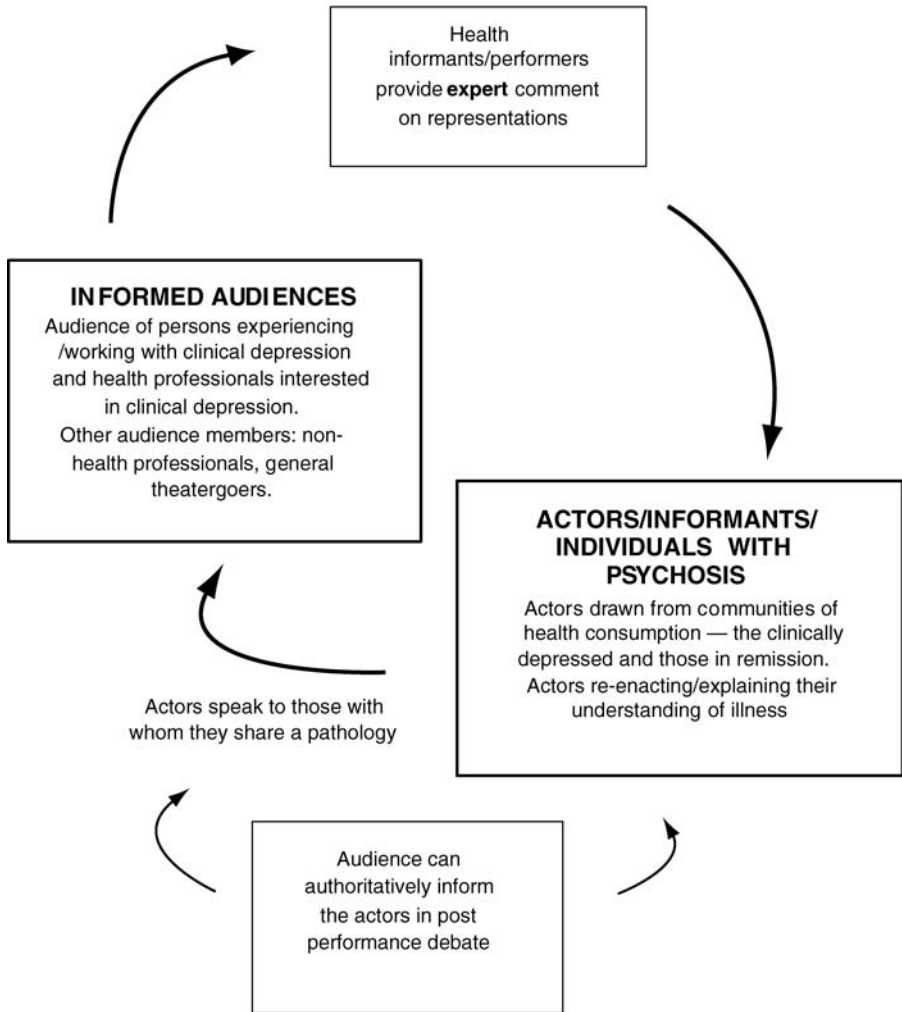 Health
informants/performers
provide expert comment
on representations
INFORMED AUDIENCES
Audience of persons experiencing
/working with clinical depression
and health professionals interested
in clinical depression.
Other audience members: non-
health professionals, general
theatergoers.
ACTORS/INFORMANTS/
INDIVIDUALS WITH
PSYCHOSIS
Actors drawn from communities of
health consumption — the clinically
depressed and those in remission.
Actors re-enacting/explaining their
understanding of illness
Actors speak to those with
whom they share a pathology
Audience can
authoritatively inform
the actors in post
performance debate